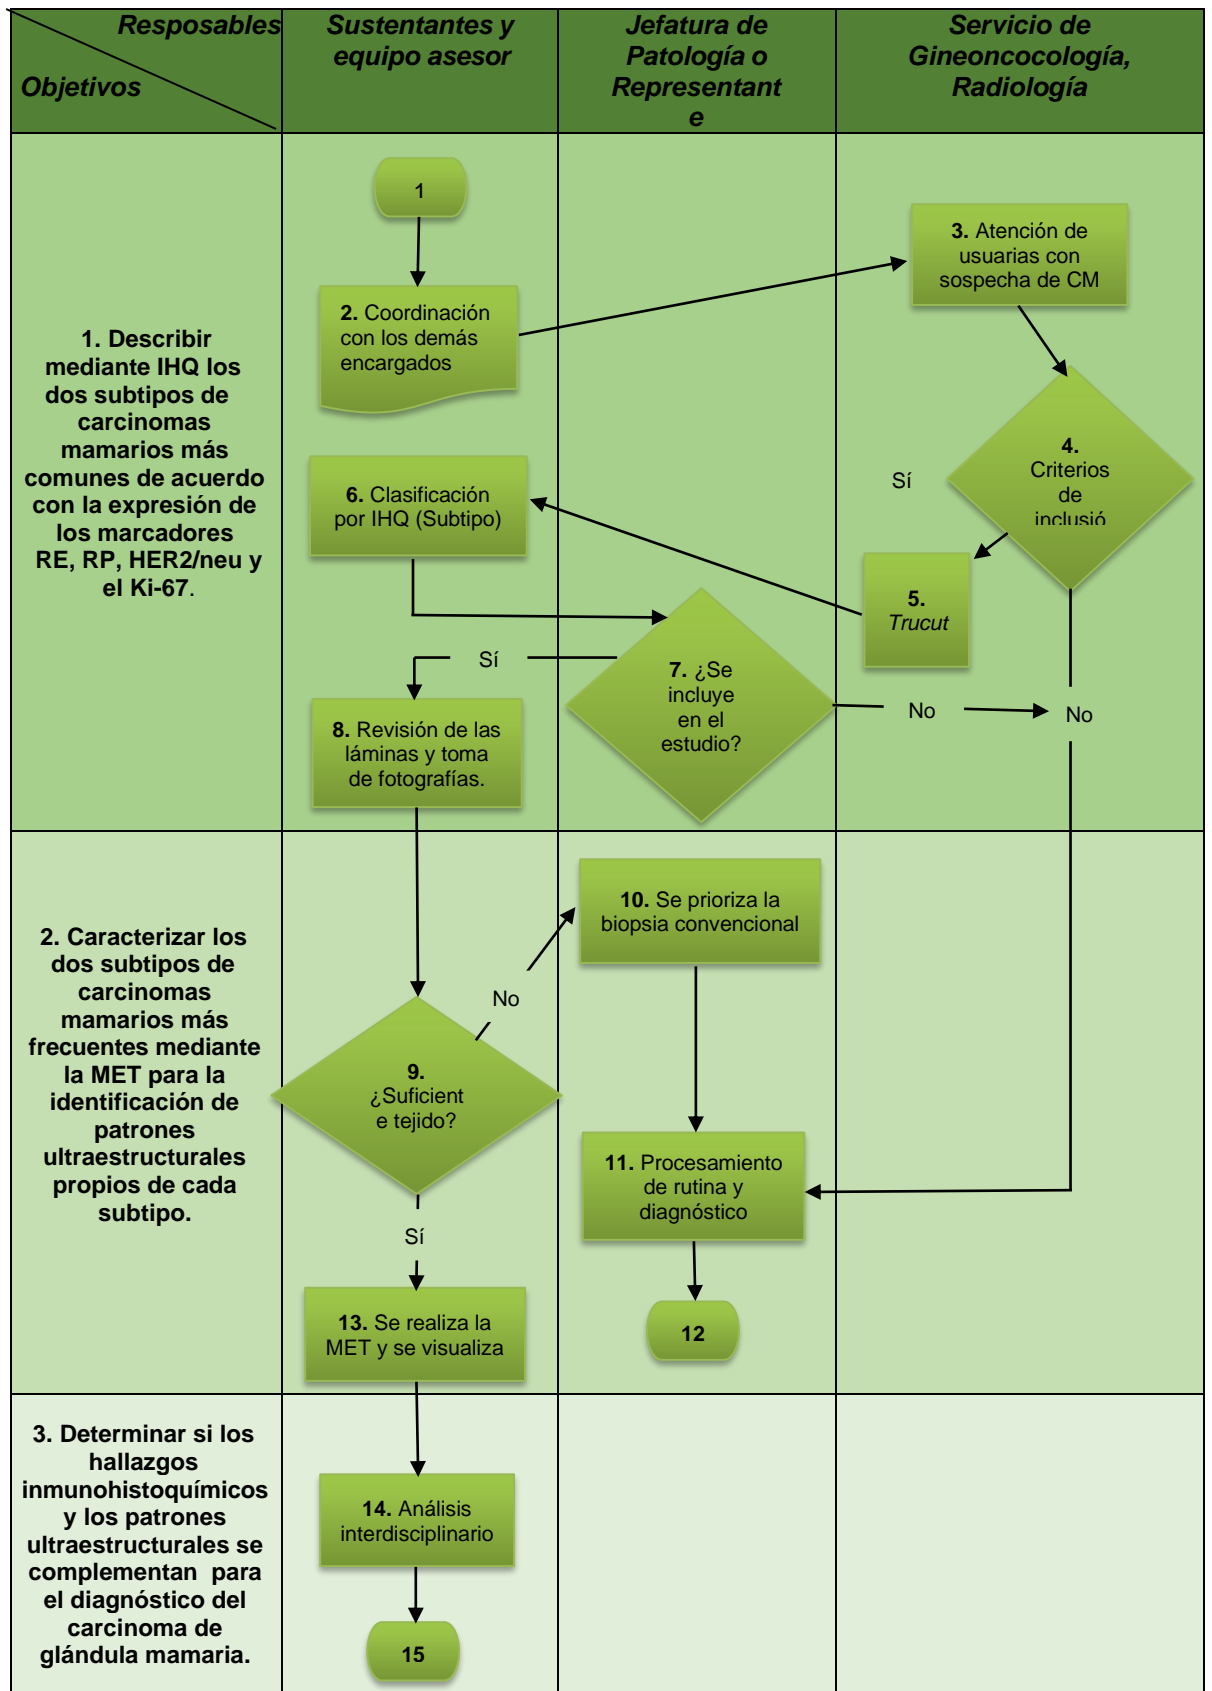 Resposables
Objetivos
Sustentantes y
equipo asesor
Jefatura de
Patología o
Representant
e
Servicio de
Gineoncocología,
Radiología
1. Describir
mediante IHQ los
dos subtipos de
carcinomas
mamarios más
comunes de acuerdo
con la expresión de
los marcadores
RE, RP, HER2/neu y
el Ki-67.
1
2. Coordinación
con los demás
encargados
3. Atención de
usuarias con
sospecha de CM
4.
Criterios
de
inclusió
Sí
5.
Trucut
6. Clasificación
por IHQ (Subtipo)
7. ¿Se
incluye
en el
estudio?
Sí
No
No
8. Revisión de las
láminas y toma
de fotografías.
2. Caracterizar los
dos subtipos de
carcinomas
mamarios más
frecuentes mediante
la MET para la
identificación de
patrones
ultraestructurales
propios de cada
subtipo.
9.
¿Suficient
e tejido?
No
10. Se prioriza la
biopsia convencional
11. Procesamiento
de rutina y
diagnóstico
12
Sí
13. Se realiza la
MET y se visualiza
3. Determinar si los
hallazgos
inmunohistoquímicos
y los patrones
ultraestructurales se
complementan para
el diagnóstico del
carcinoma de
glándula mamaria.
14. Análisis
interdisciplinario
15